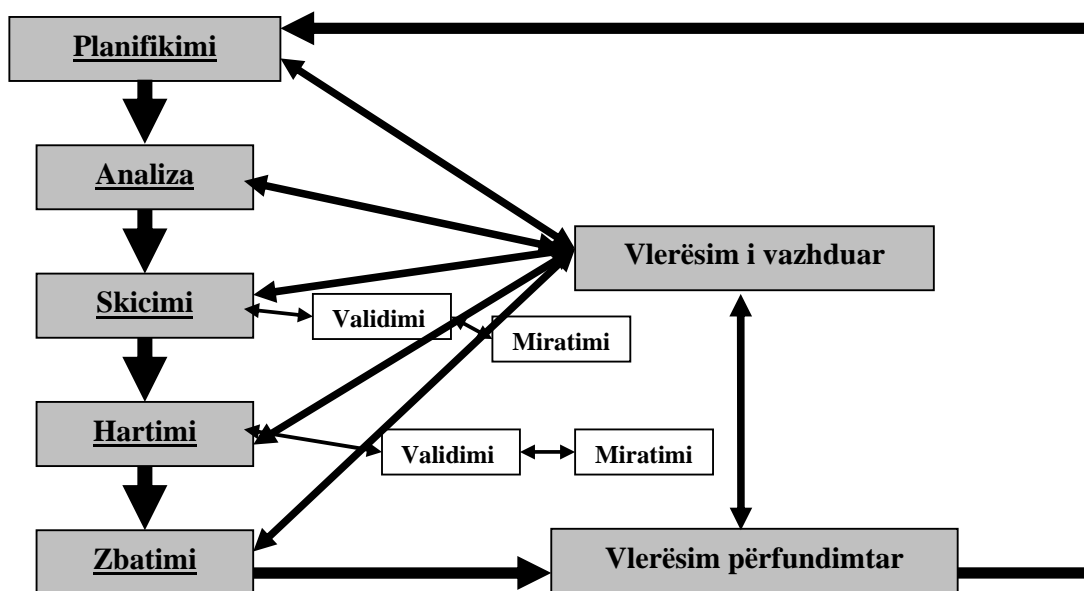 Planifikimi
Analiza
Vlerësim i vazhduar
Skicimi
Validimi
Miratimi
Hartimi
Validimi
Miratimi
Zbatimi
Vlerësim përfundimtar